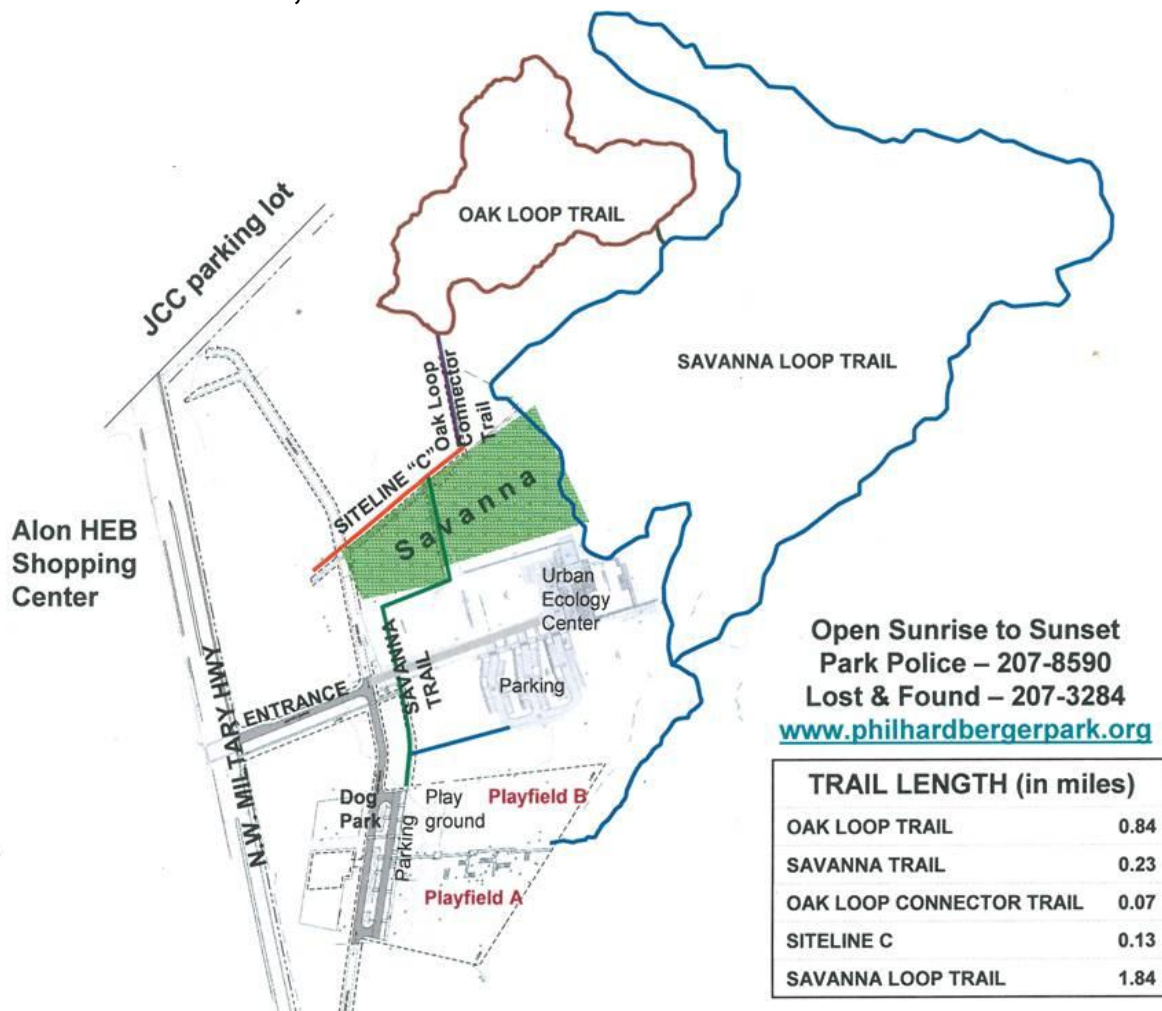 OAK LOOP TRAIL
JCC parking lot
SAVANNA LOOP TRAIL
Oak Loop
Connector
Trail
SITELINE "C"
Savanna
Alon HEB
Shopping
Center
Urban
Ecology
Center
SAVANNA
TRAIL
Parking
ENTRANCE
N.W. MILITARY HWY
Dog
Park
Play
ground
Parking
Playfield B
Playfield A
Open Sunrise to Sunset
Park Police – 207-8590
Lost & Found – 207-3284
www.philhardbergerpark.org
TRAIL LENGTH (in miles)
OAK LOOP TRAIL 0.84
SAVANNA TRAIL 0.23
OAK LOOP CONNECTOR TRAIL 0.07
SITELINE C 0.13
SAVANNA LOOP TRAIL 1.84